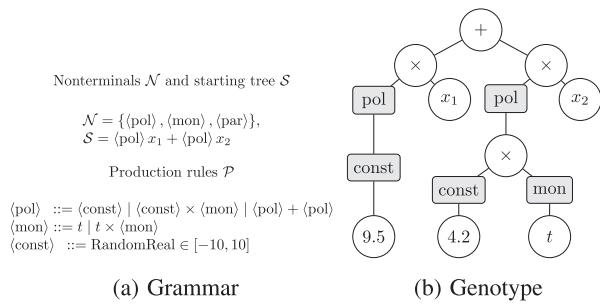 Nonterminals 𝒩 and starting tree 𝒮
𝒩 = {⟨pol⟩ , ⟨mon⟩ , ⟨par⟩},
𝒮 = ⟨pol⟩ x₁ + ⟨pol⟩ x₂
Production rules 𝒫
⟨pol⟩ ::= ⟨const⟩ | ⟨const⟩ × ⟨mon⟩ | ⟨pol⟩ + ⟨pol⟩
⟨mon⟩ ::= t | t × ⟨mon⟩
⟨const⟩ ::= RandomReal ∈ [−10, 10]
(a) Grammar
+
× ×
pol x₁ pol x₂
const ×
const mon
9.5 4.2 t
(b) Genotype